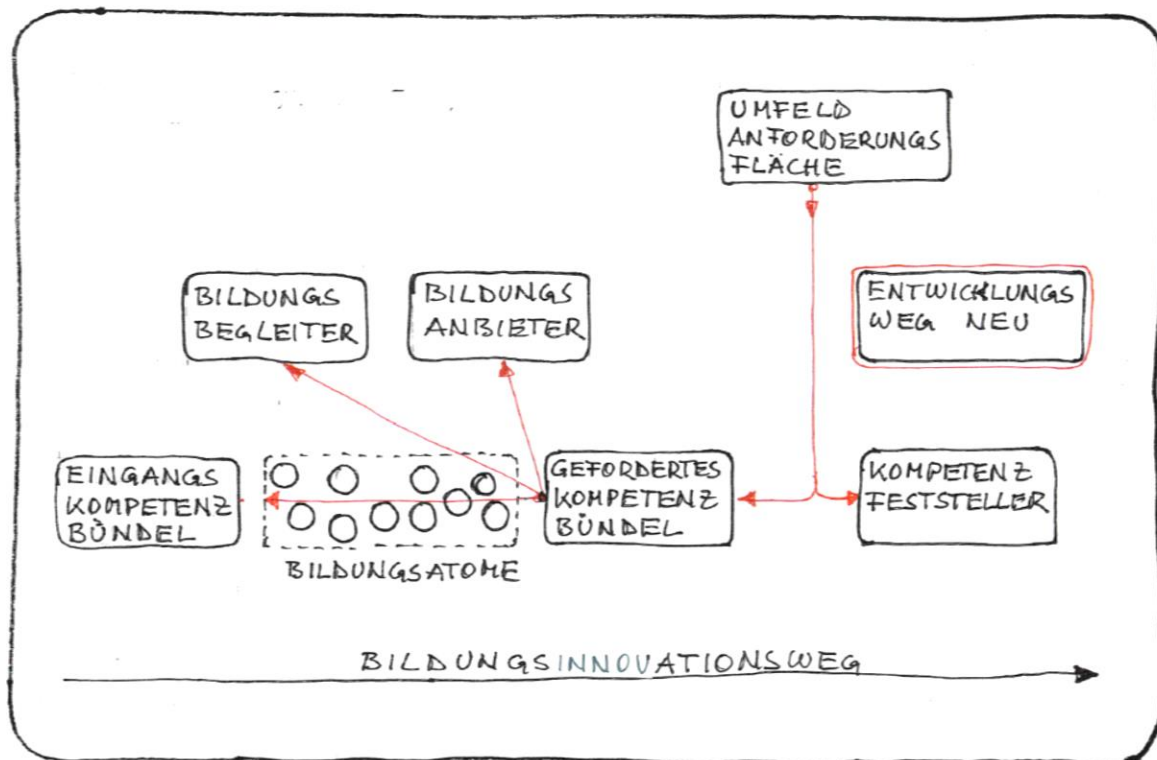 UMFELD
ANFORDERUNGS
FLÄCHE
BILDUNGS
BEGLEITER
BILDUNGS
ANBIETER
ENTWICKLUNGS
WEG NEU
EINGANGS
KOMPETENZ
BÜNDEL
GEFORDERTES
KOMPETENZ
BÜNDEL
KOMPETENZ
FESTSTELLER
BILDUNGSATOME
BILDUNGSINNOVATIONSWEG